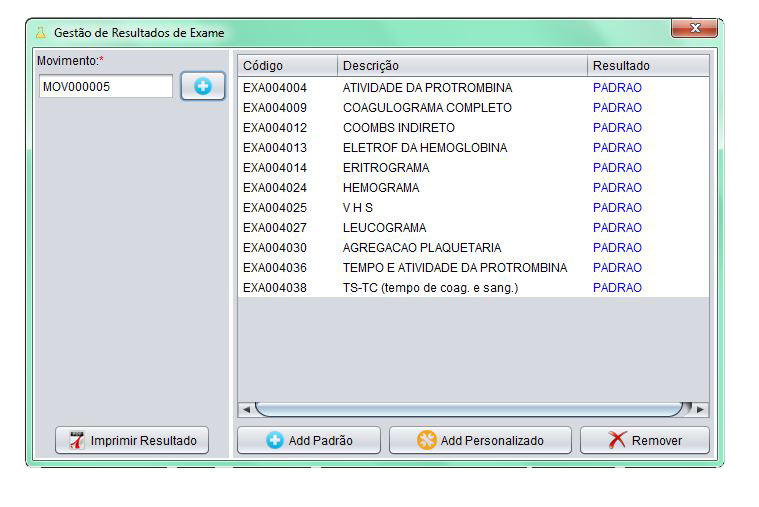 Gestão de Resultados de Exame
Movimento:*
MOV000005
Código Descrição Resultado
EXA004004 ATIVIDADE DA PROTROMBINA PADRAO
EXA004009 COAGULOGRAMA COMPLETO PADRAO
EXA004012 COOMBS INDIRETO PADRAO
EXA004013 ELETROF DA HEMOGLOBINA PADRAO
EXA004014 ERITROGRAMA PADRAO
EXA004024 HEMOGRAMA PADRAO
EXA004025 V H S PADRAO
EXA004027 LEUCOGRAMA PADRAO
EXA004030 AGREGACAO PLAQUETARIA PADRAO
EXA004036 TEMPO E ATIVIDADE DA PROTROMBINA PADRAO
EXA004038 TS-TC (tempo de coag. e sang.) PADRAO
Imprimir Resultado Add Padrão Add Personalizado Remover